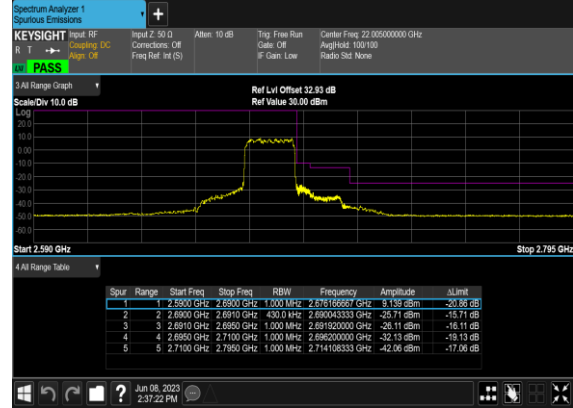 Spectrum Analyzer 1
Spurious Emissions
KEYSIGHT Input: RF Input Z: 50 Ω Atten: 10 dB Trig: Free Run Center Freq: 22.005000000 GHz
R T Coupling: DC Corrections: Off Gate: Off Avg|Hold: 100/100
Align: Off Freq Ref: Int (S) IF Gain: Low Radio Std: None
PASS
3 All Range Graph
Ref Lvl Offset 32.93 dB
Scale/Div 10.0 dB Ref Value 30.00 dBm
Log
20.0
10.0
0.00
-10.0
-20.0
-30.0
-40.0
-50.0
-60.0
Start 2.590 GHz Stop 2.795 GHz
4 All Range Table
Spur Range Start Freq Stop Freq RBW Frequency Amplitude ΔLimit
1 1 2.5900 GHz 2.6900 GHz 1.000 MHz 2.676166667 GHz 9.139 dBm -20.86 dB
2 2 2.6900 GHz 2.6910 GHz 430.0 kHz 2.690043333 GHz -25.71 dBm -15.71 dB
3 3 2.6910 GHz 2.6950 GHz 1.000 MHz 2.691920000 GHz -26.11 dBm -16.11 dB
4 4 2.6950 GHz 2.7100 GHz 1.000 MHz 2.696200000 GHz -32.13 dBm -19.13 dB
5 5 2.7100 GHz 2.7950 GHz 1.000 MHz 2.714108333 GHz -42.06 dBm -17.06 dB
? Jun 08, 2023
2:37:22 PM